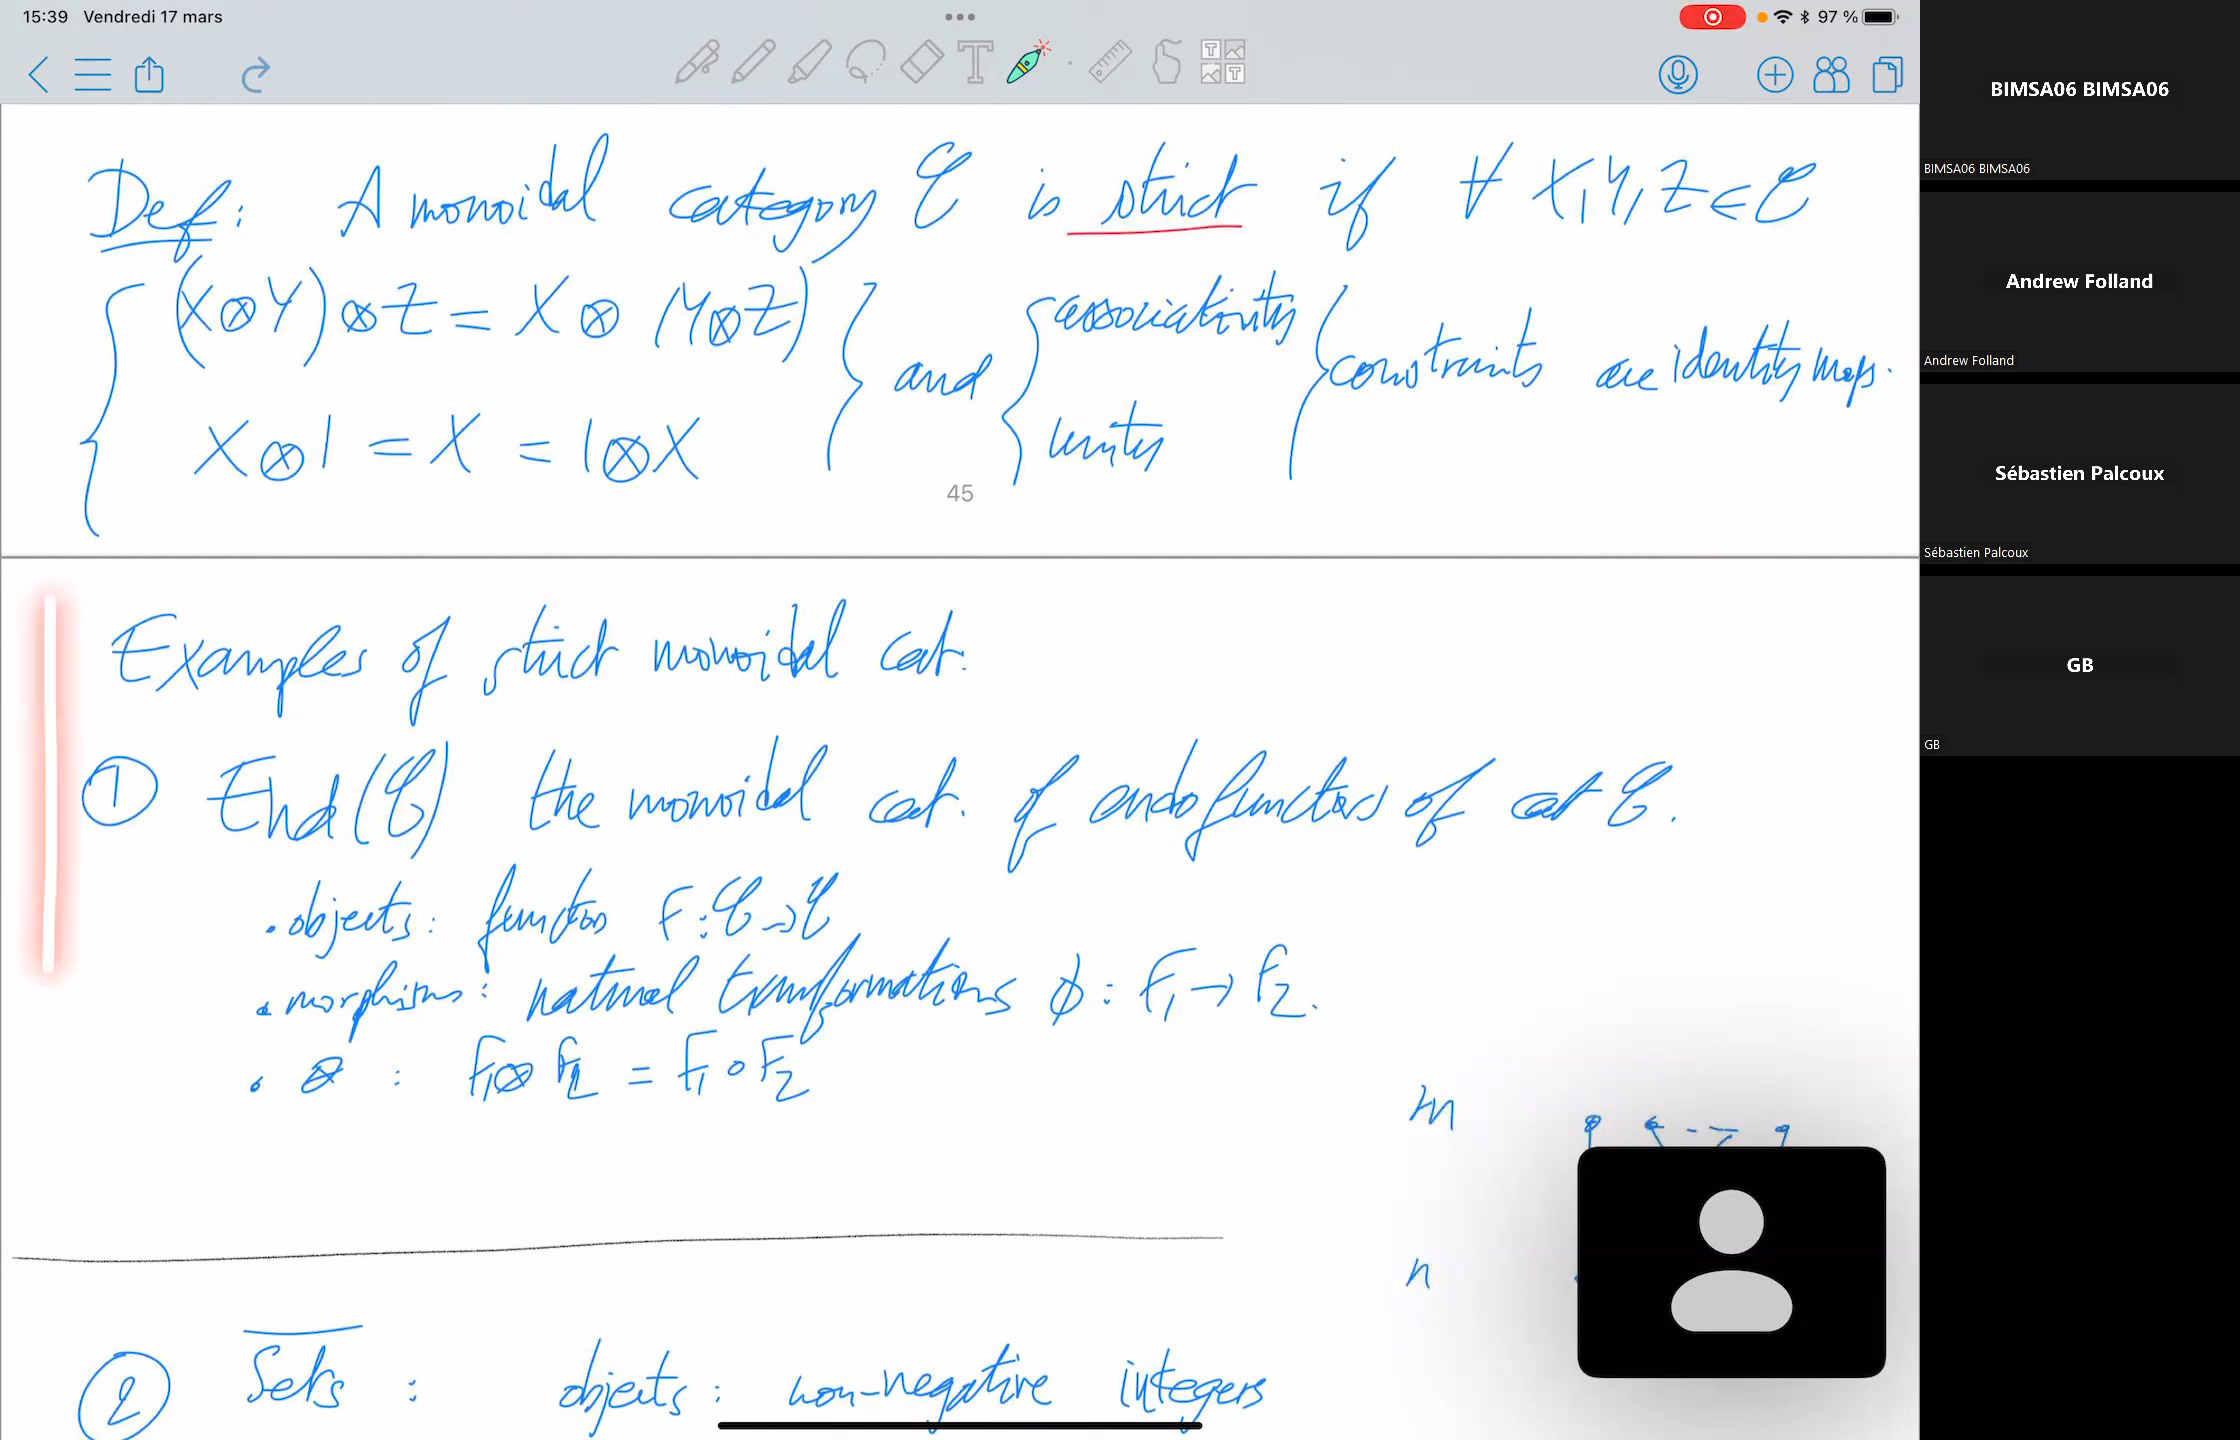 15:39 Vendredi 17 mars
97 %
Def: A monoidal category C is strict if ∀ X, Y, Z ∈ C
{ (X⊗Y)⊗Z = X⊗(Y⊗Z) } and { associativity } constraints are identity maps.
X⊗1 = X = 1⊗X unity
45
Examples of strict monoidal cat.
① End(C) the monoidal cat. of endofunctors of cat C.
• objects: functors F: C → C
• morphisms: natural transformations ϕ: F₁ → F₂.
• ⊗ : F₁⊗F₂ = F₁∘F₂
m
n
② Sets : objects: non-negative integers
BIMSA06 BIMSA06
BIMSA06 BIMSA06
Andrew Folland
Andrew Folland
Sébastien Palcoux
Sébastien Palcoux
GB
GB